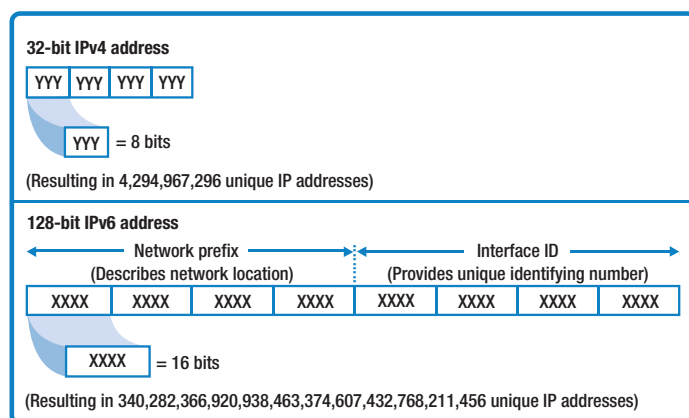 32-bit IPv4 address
YYY YYY YYY YYY
YYY = 8 bits
(Resulting in 4,294,967,296 unique IP addresses)
128-bit IPv6 address
Network prefix Interface ID
(Describes network location) (Provides unique identifying number)
XXXX XXXX XXXX XXXX XXXX XXXX XXXX XXXX
XXXX = 16 bits
(Resulting in 340,282,366,920,938,463,374,607,432,768,211,456 unique IP addresses)